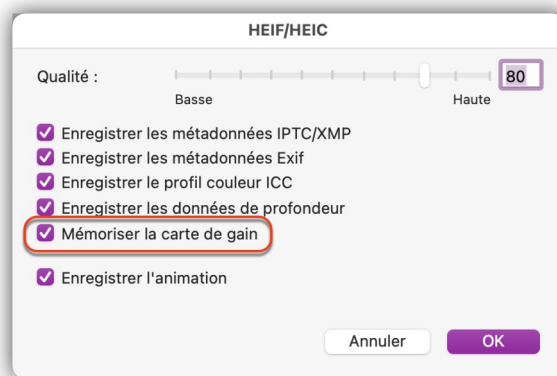 HEIF/HEIC
Qualité : 80
Basse Haute
Enregistrer les métadonnées IPTC/XMP
Enregistrer les métadonnées Exif
Enregistrer le profil couleur ICC
Enregistrer les données de profondeur
Mémoriser la carte de gain
Enregistrer l'animation
Annuler OK